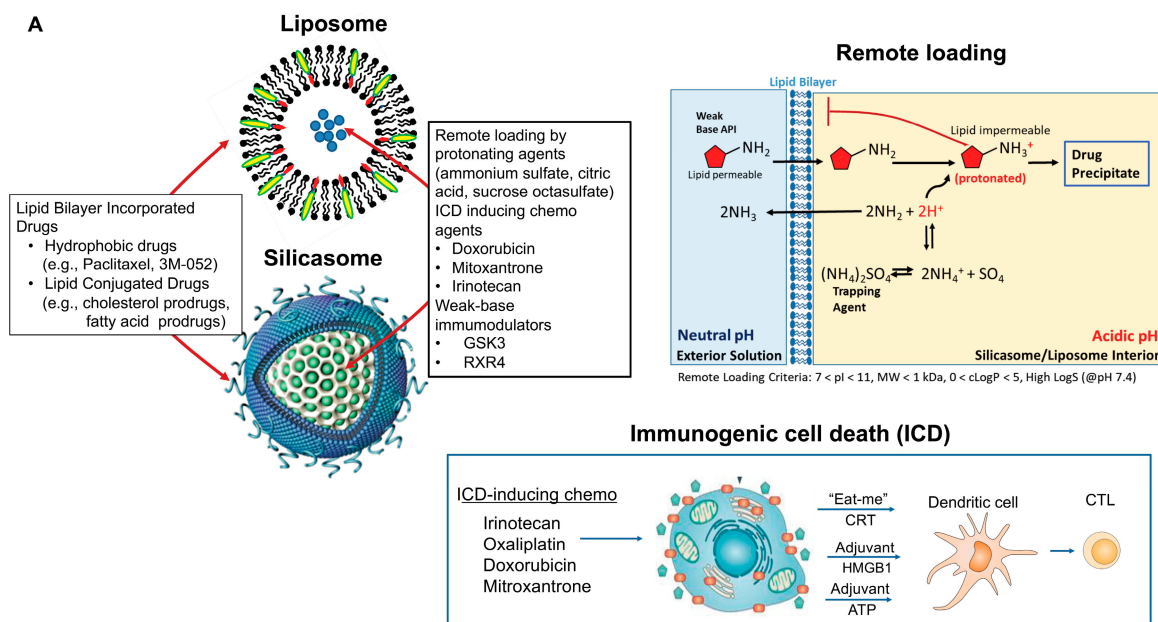 A
Liposome
Lipid Bilayer Incorporated
Drugs
• Hydrophobic drugs
(e.g., Paclitaxel, 3M-052)
• Lipid Conjugated Drugs
(e.g., cholesterol prodrugs,
fatty acid prodrugs)
Silicasome
Remote loading by
protonating agents
(ammonium sulfate, citric
acid, sucrose octasulfate)
ICD inducing chemo
agents
• Doxorubicin
• Mitoxantrone
• Irinotecan
Weak-base
immumodulators
• GSK3
• RXR4
Remote loading
Lipid Bilayer
Weak
Base API
NH₂
Lipid permeable
NH₂
Lipid impermeable
NH₃⁺
(protonated)
Drug
Precipitate
2NH₃
2NH₂ + 2H⁺
(NH₄)₂SO₄
2NH₄⁺ + SO₄
Trapping
Agent
Neutral pH
Exterior Solution
Acidic pH
Silicasome/Liposome Interior
Remote Loading Criteria: 7 < pI < 11, MW < 1 kDa, 0 < cLogP < 5, High LogS (@pH 7.4)
Immunogenic cell death (ICD)
ICD-inducing chemo
Irinotecan
Oxaliplatin
Doxorubicin
Mitroxantrone
“Eat-me”
CRT
Adjuvant
HMGB1
Adjuvant
ATP
Dendritic cell
CTL